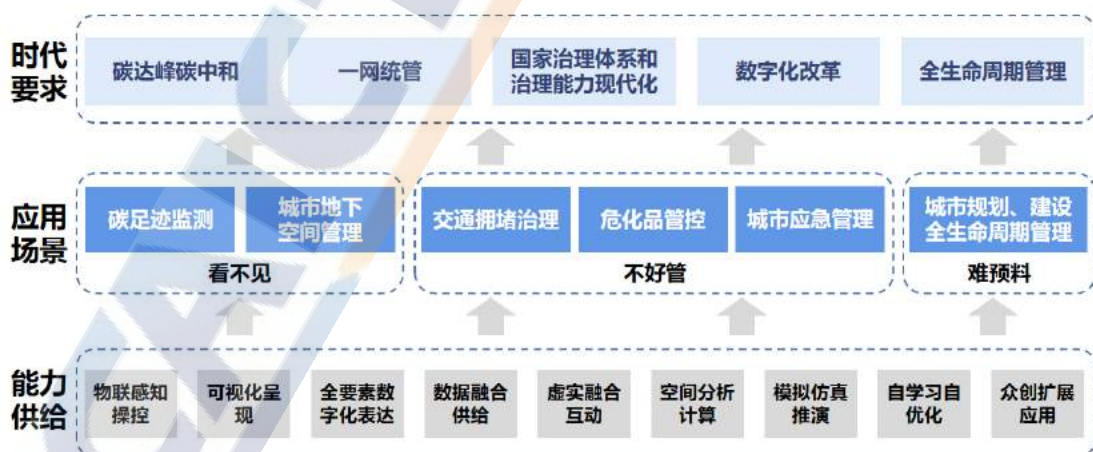 时代
要求
碳达峰碳中和
一网统管
国家治理体系和
治理能力现代化
数字化改革
全生命周期管理
应用
场景
碳足迹监测
城市地下
空间管理
看不见
交通拥堵治理
危化品管控
城市应急管理
不好管
城市规划、建设
全生命周期管理
难预料
能力
供给
物联感知
操控
可视化呈
现
全要素数
字化表达
数据融合
供给
虚实融合
互动
空间分析
计算
模拟仿真
推演
自学习自
优化
众创扩展
应用